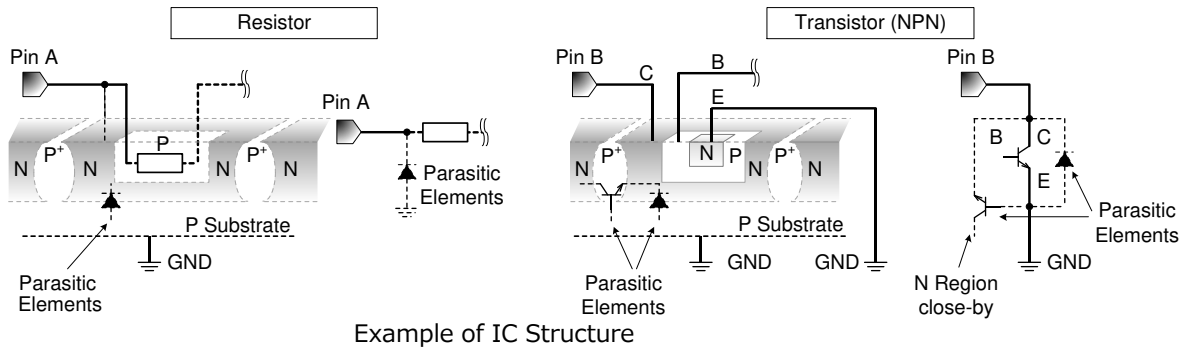 Resistor
Transistor (NPN)
Pin A
Pin A
N
P+
N
P
N
P+
N
Parasitic
Elements
P Substrate
GND
Parasitic
Elements
Pin B
C
B
E
N
P+
N
N
P
N
P+
N
P Substrate
GND
GND
Parasitic
Elements
Pin B
B
C
E
Parasitic
Elements
GND
N Region
close-by
Example of IC Structure